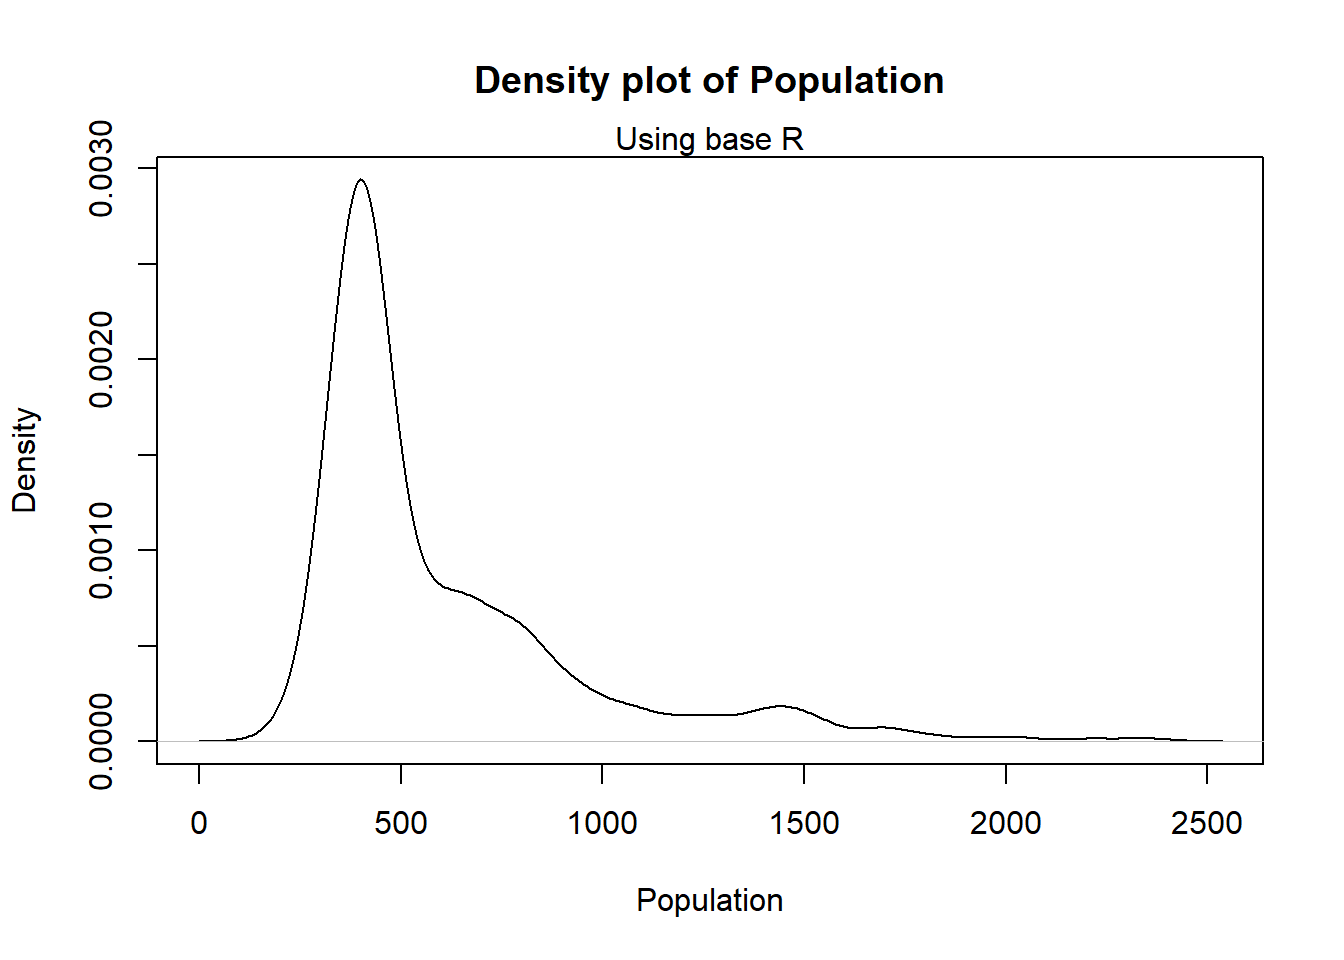 Density plot of Population
Using base R
Density
0.0030
0.0020
0.0010
0.0000
0 500 1000 1500 2000 2500
Population